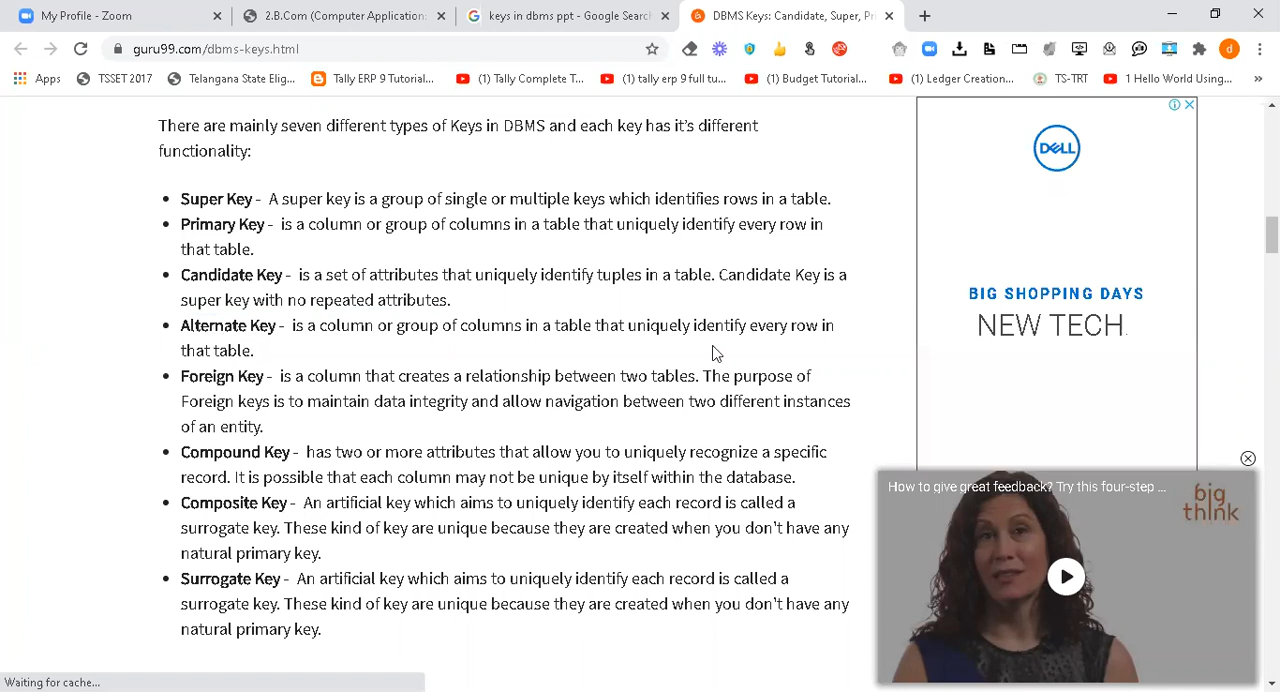 My Profile - Zoom
2.B.Com (Computer Application:
keys in dbms ppt - Google Searc
DBMS Keys: Candidate, Super, Pri
guru99.com/dbms-keys.html
d
Apps
TSSET 2017
Telangana State Elig...
Tally ERP 9 Tutorial...
(1) Tally Complete T...
(1) tally erp 9 full tu...
(1) Budget Tutorial...
(1) Ledger Creation...
TS-TRT
1 Hello World Using...
»
There are mainly seven different types of Keys in DBMS and each key has it's different
functionality:
Super Key - A super key is a group of single or multiple keys which identifies rows in a table.
Primary Key - is a column or group of columns in a table that uniquely identify every row in
that table.
Candidate Key - is a set of attributes that uniquely identify tuples in a table. Candidate Key is a
super key with no repeated attributes.
Alternate Key - is a column or group of columns in a table that uniquely identify every row in
that table.
Foreign Key - is a column that creates a relationship between two tables. The purpose of
Foreign keys is to maintain data integrity and allow navigation between two different instances
of an entity.
Compound Key - has two or more attributes that allow you to uniquely recognize a specific
record. It is possible that each column may not be unique by itself within the database.
Composite Key - An artificial key which aims to uniquely identify each record is called a
surrogate key. These kind of key are unique because they are created when you don't have any
natural primary key.
Surrogate Key - An artificial key which aims to uniquely identify each record is called a
surrogate key. These kind of key are unique because they are created when you don't have any
natural primary key.
DELL
BIG SHOPPING DAYS
NEW TECH.
How to give great feedback? Try this four-step ...
big
think
Waiting for cache...